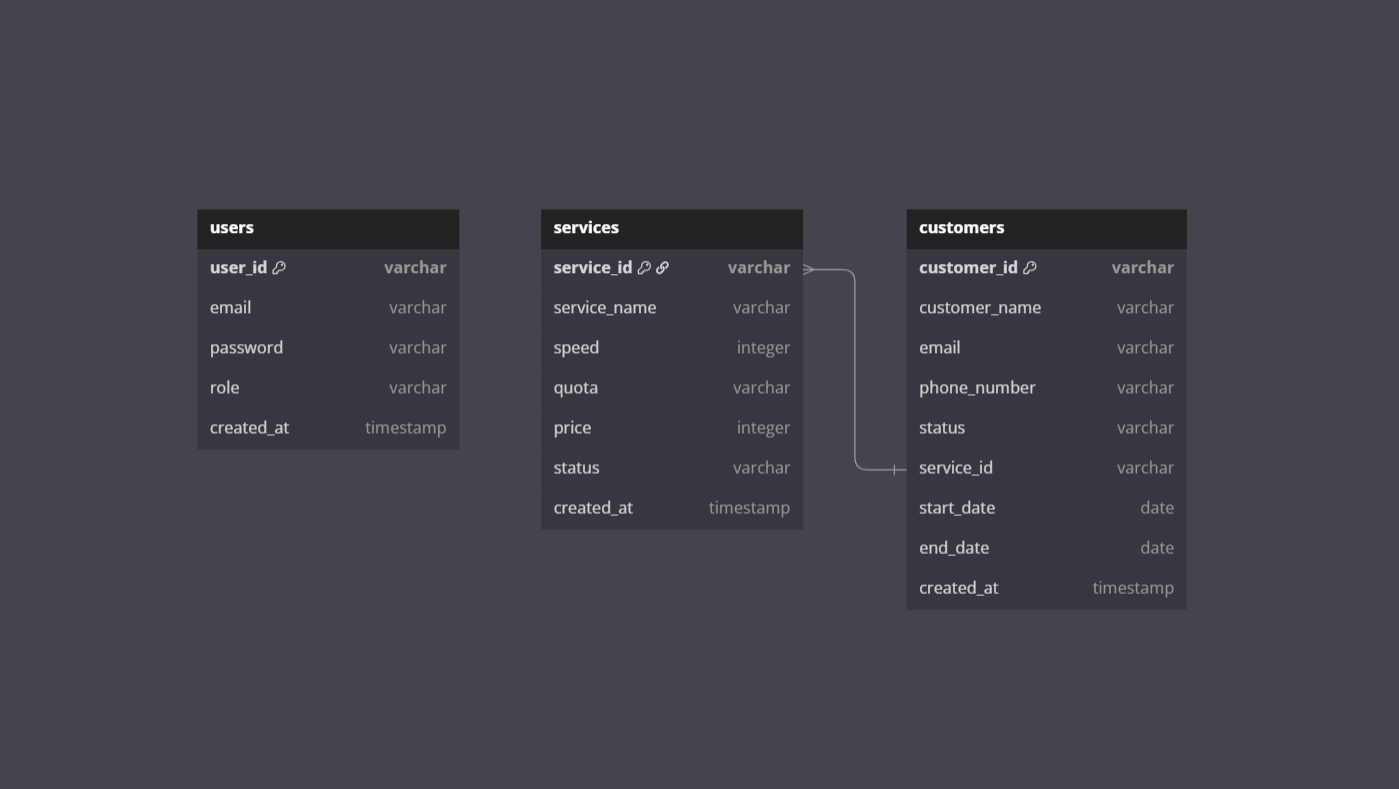 users
user_id varchar
email varchar
password varchar
role varchar
created_at timestamp
services
service_id varchar
service_name varchar
speed integer
quota varchar
price integer
status varchar
created_at timestamp
customers
customer_id varchar
customer_name varchar
email varchar
phone_number varchar
status varchar
service_id varchar
start_date date
end_date date
created_at timestamp